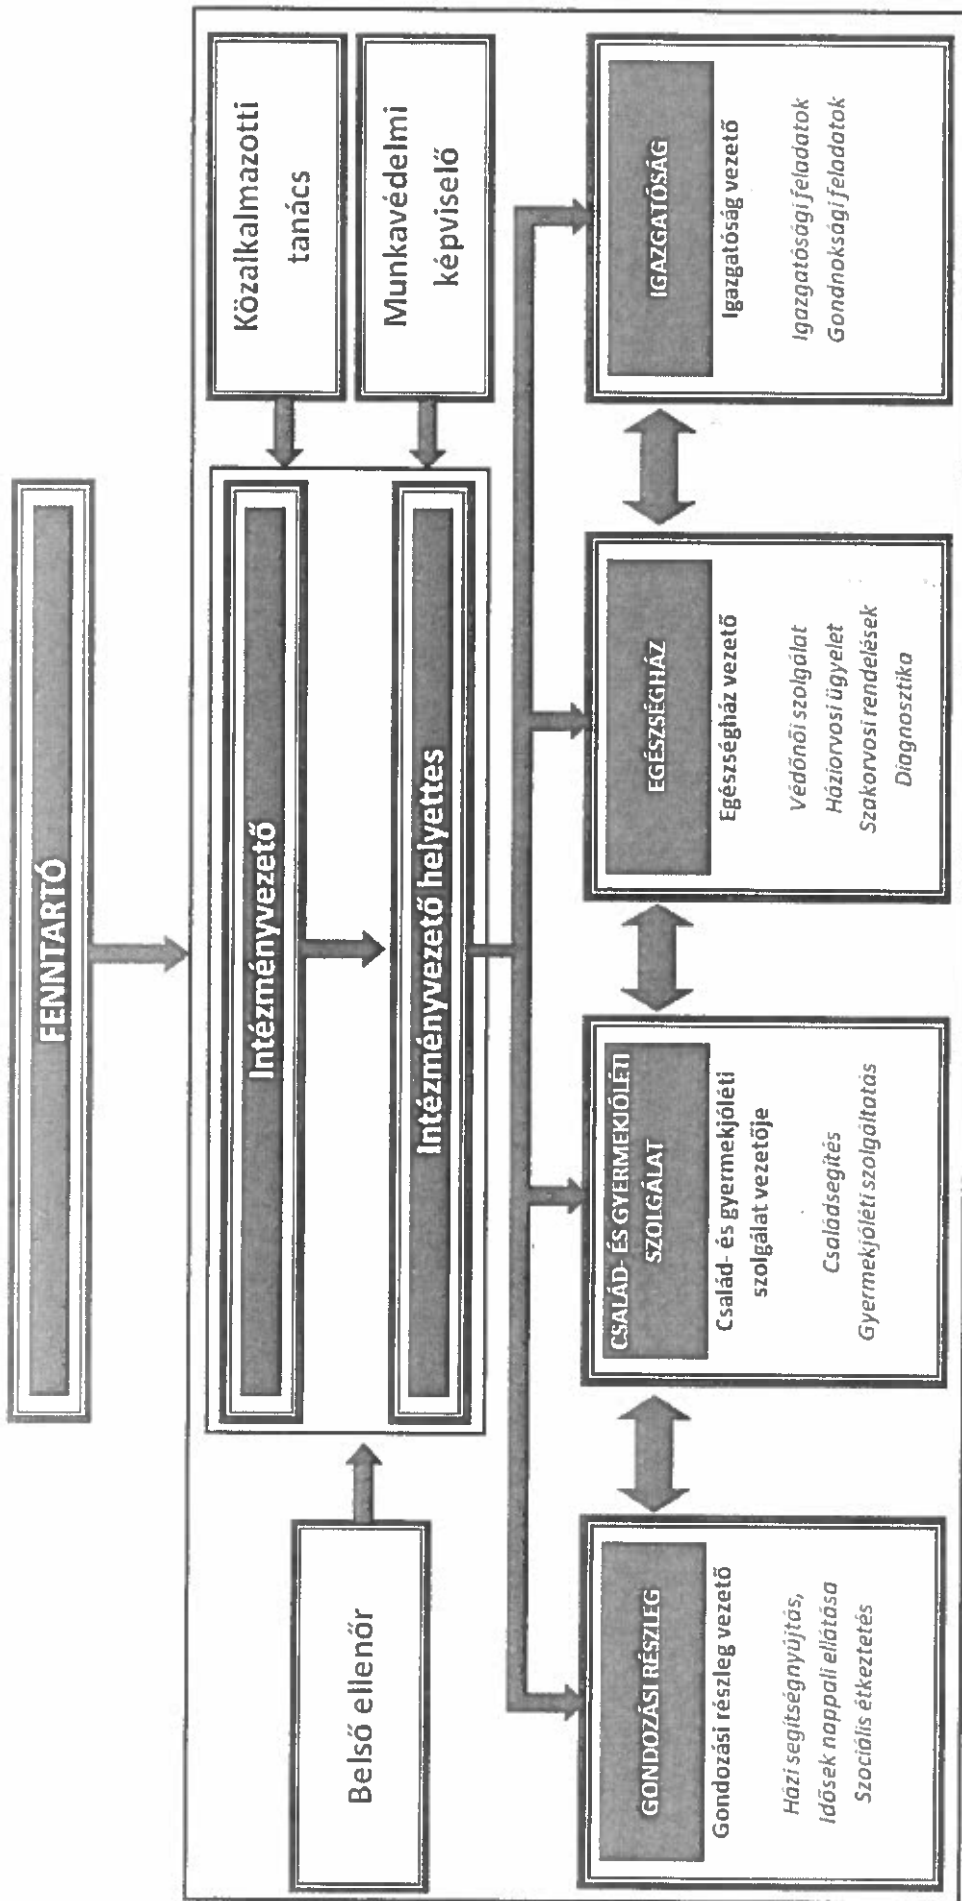 FENNTARTÓ
Közalkalmazotti
tanács
Munkavédelmi
képviselő
Intézményvezető
Intézményvezető helyettes
Belső ellenőr
GONDOZÁSI RÉSZLEG
Gondozási részleg vezető
Házi segítségnyújtás,
Idősek nappali ellátása
Szociális étkeztetés
CSALÁD- ÉS GYERMEKJÓLÉTI
SZOLGÁLAT
Család- és gyermekjóléti
szolgálat vezetője
Családsegítés
Gyermekjóléti szolgáltatás
EGÉSZSÉGHÁZ
Egészségház vezető
Védőnői szolgálat
Háziorvosi ügyelet
Szakorvosi rendelések
Diagnosztika
IGAZGATÓSÁG
Igazgatóság vezető
Igazgatósági feladatok
Gondnoksági feladatok